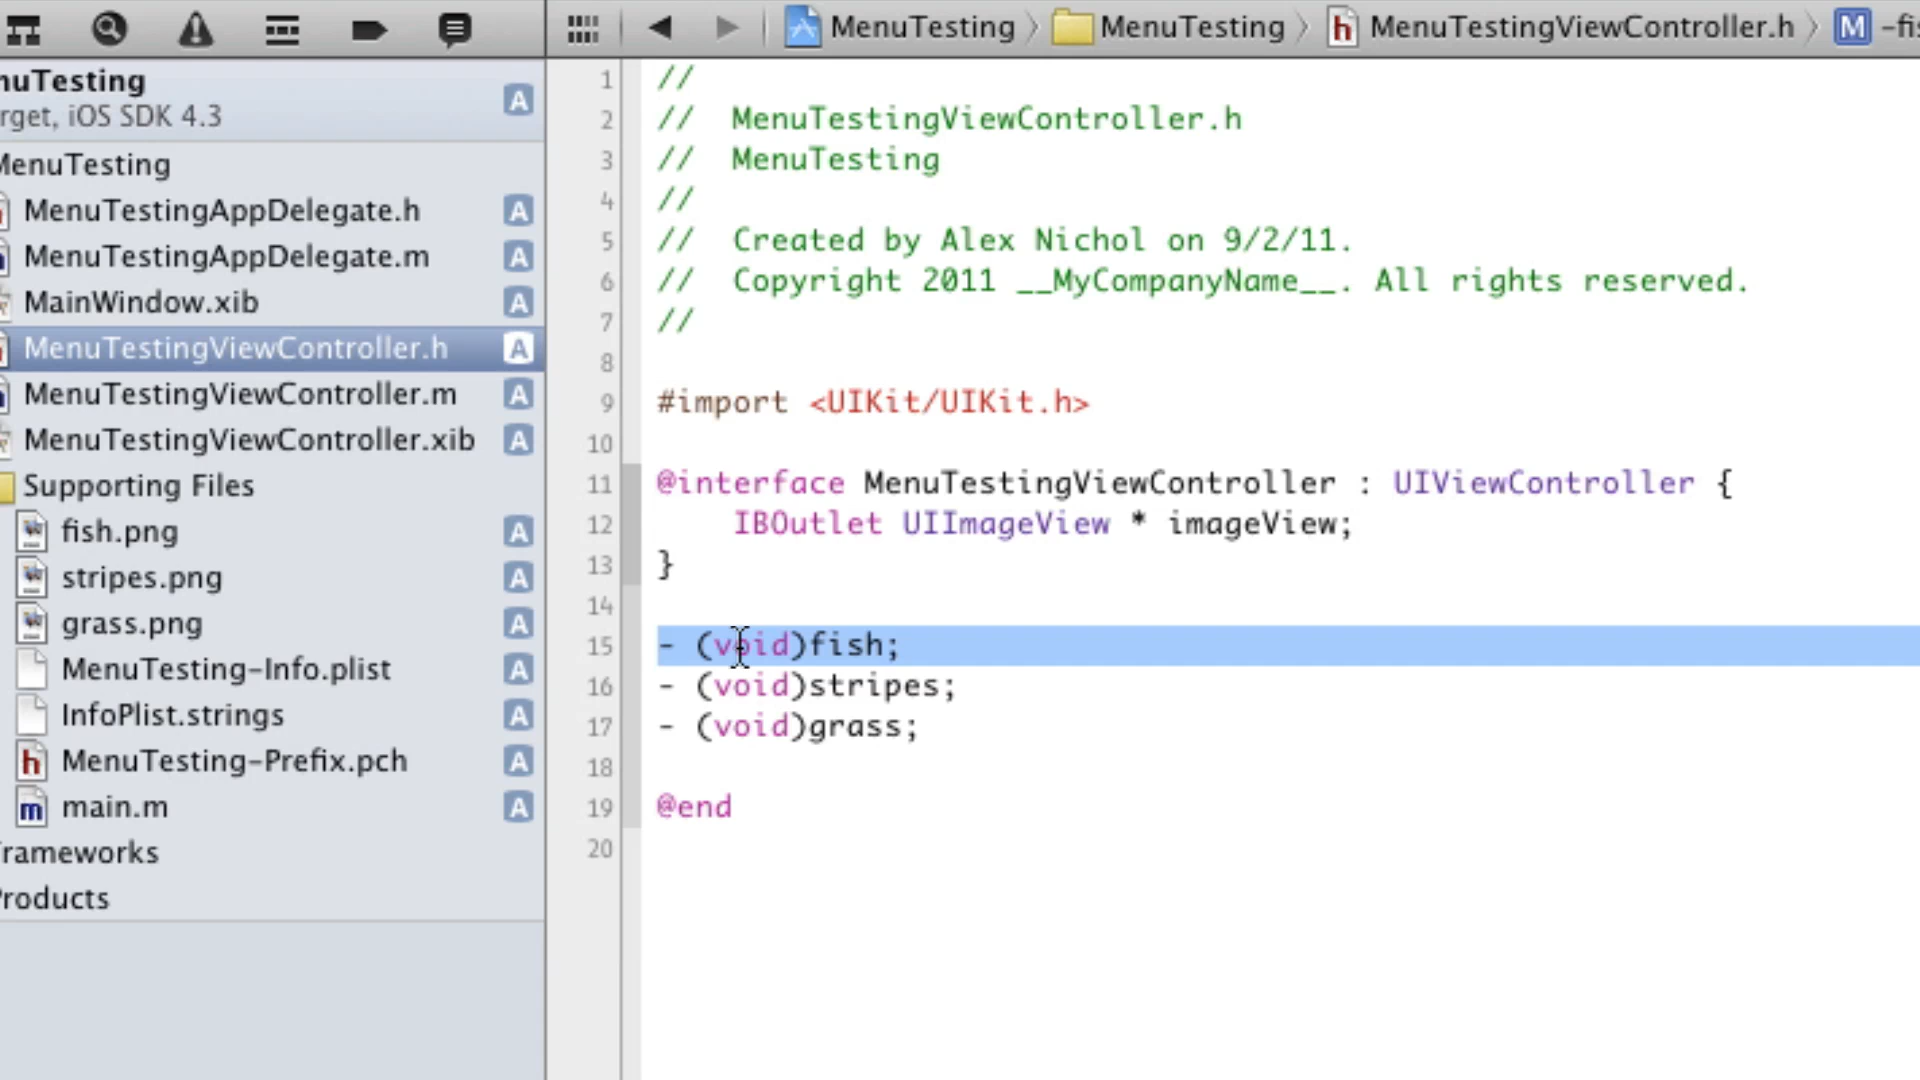 MenuTesting 〉 MenuTesting 〉 h MenuTestingViewController.h 〉 M -fis
nuTesting A
rget, iOS SDK 4.3
MenuTesting
MenuTestingAppDelegate.h A
MenuTestingAppDelegate.m A
MainWindow.xib A
MenuTestingViewController.h A
MenuTestingViewController.m A
MenuTestingViewController.xib A
Supporting Files
fish.png A
stripes.png A
grass.png A
MenuTesting-Info.plist A
InfoPlist.strings A
h MenuTesting-Prefix.pch A
m main.m A
rameworks
Products
1 //
2 //  MenuTestingViewController.h
3 //  MenuTesting
4 //
5 //  Created by Alex Nichol on 9/2/11.
6 //  Copyright 2011 __MyCompanyName__. All rights reserved.
7 //
8
9 #import <UIKit/UIKit.h>
10
11 @interface MenuTestingViewController : UIViewController {
12     IBOutlet UIImageView * imageView;
13 }
14
15 - (void)fish;
16 - (void)stripes;
17 - (void)grass;
18
19 @end
20